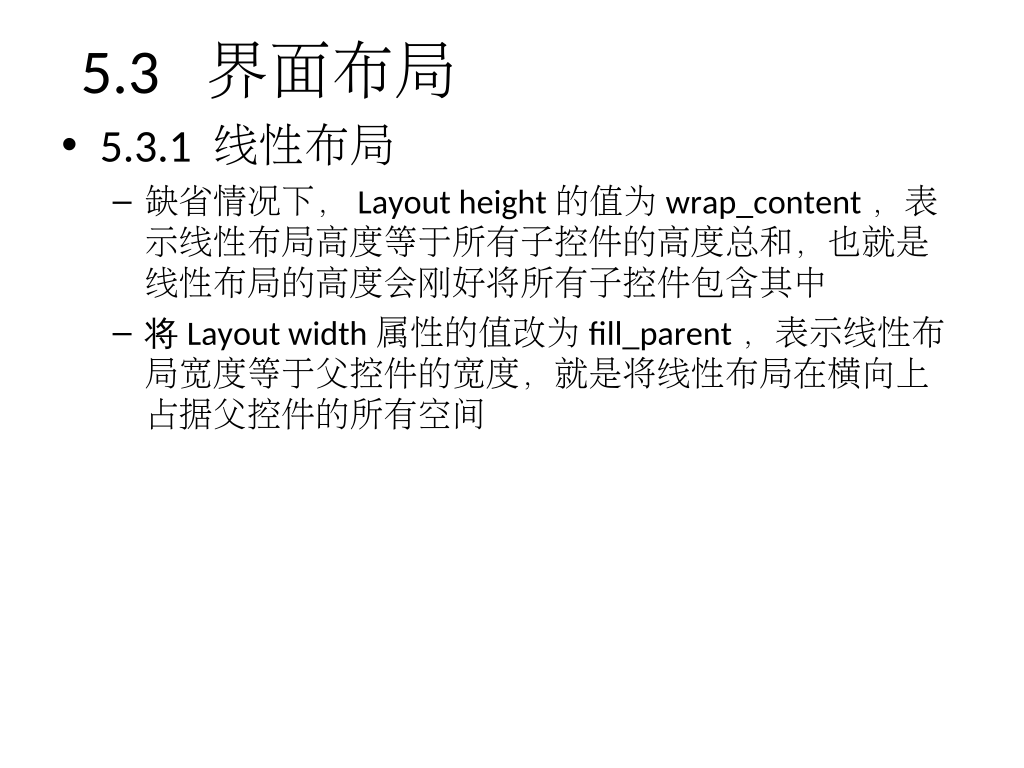 5.3 界面布局
• 5.3.1 线性布局
– 缺省情况下， Layout height 的值为 wrap_content ，表
示线性布局高度等于所有子控件的高度总和，也就是
线性布局的高度会刚好将所有子控件包含其中
– 将 Layout width 属性的值改为 fill_parent ，表示线性布
局宽度等于父控件的宽度，就是将线性布局在横向上
占据父控件的所有空间